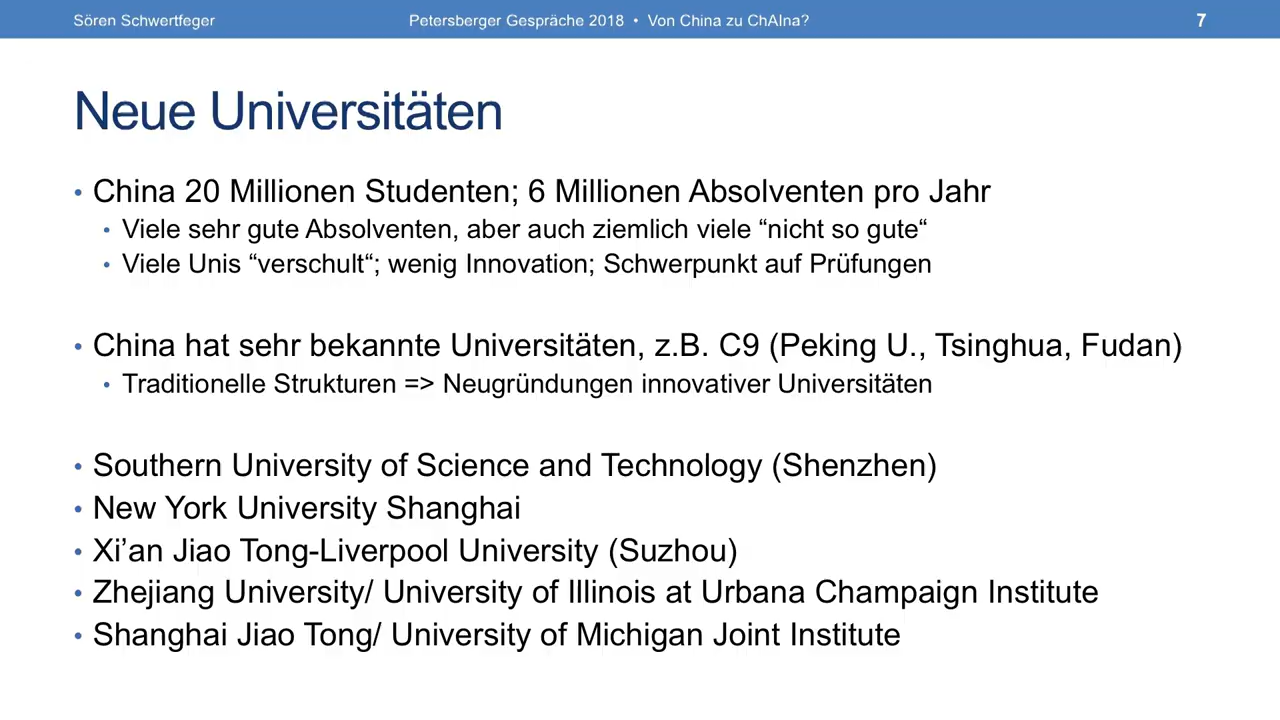 Sören Schwertfeger
Petersberger Gespräche 2018 • Von China zu ChAIna?
7
Neue Universitäten
• China 20 Millionen Studenten; 6 Millionen Absolventen pro Jahr
• Viele sehr gute Absolventen, aber auch ziemlich viele “nicht so gute“
• Viele Unis “verschult“; wenig Innovation; Schwerpunkt auf Prüfungen
• China hat sehr bekannte Universitäten, z.B. C9 (Peking U., Tsinghua, Fudan)
• Traditionelle Strukturen => Neugründungen innovativer Universitäten
• Southern University of Science and Technology (Shenzhen)
• New York University Shanghai
• Xi’an Jiao Tong-Liverpool University (Suzhou)
• Zhejiang University/ University of Illinois at Urbana Champaign Institute
• Shanghai Jiao Tong/ University of Michigan Joint Institute